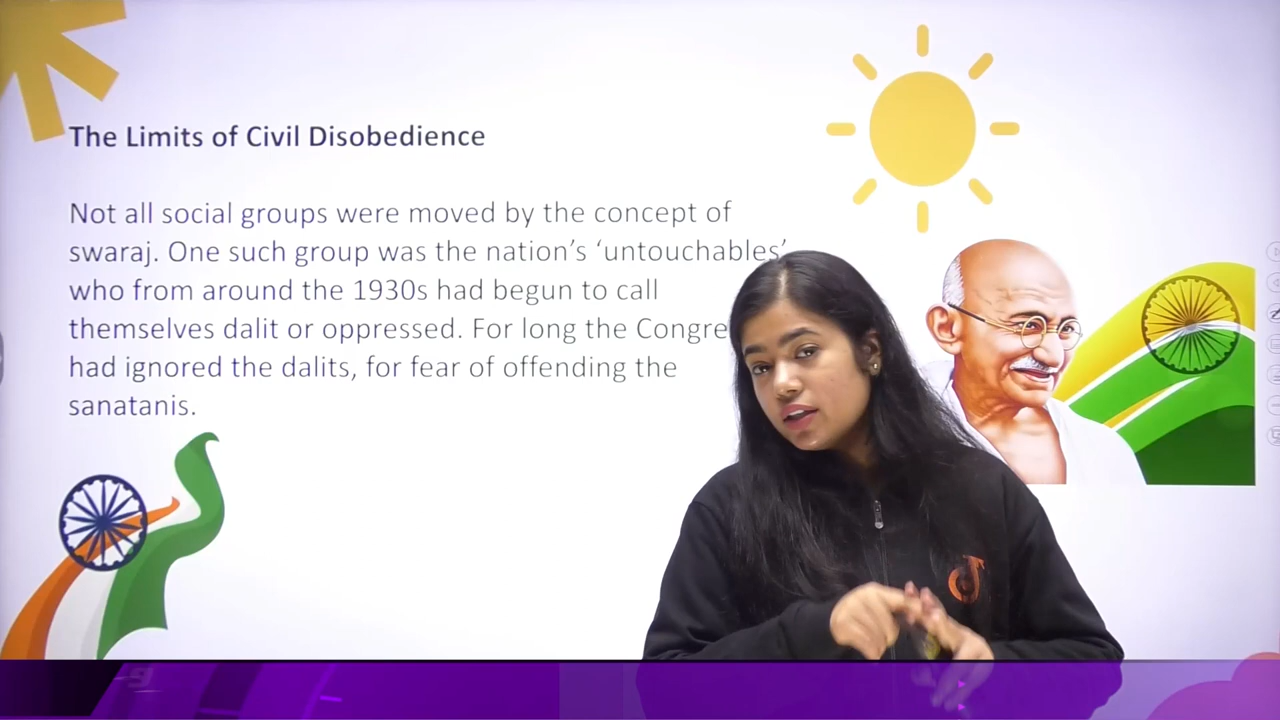 The Limits of Civil Disobedience
Not all social groups were moved by the concept of
swaraj. One such group was the nation’s ‘untouchables’
who from around the 1930s had begun to call
themselves dalit or oppressed. For long the Congre
had ignored the dalits, for fear of offending the
sanatanis.